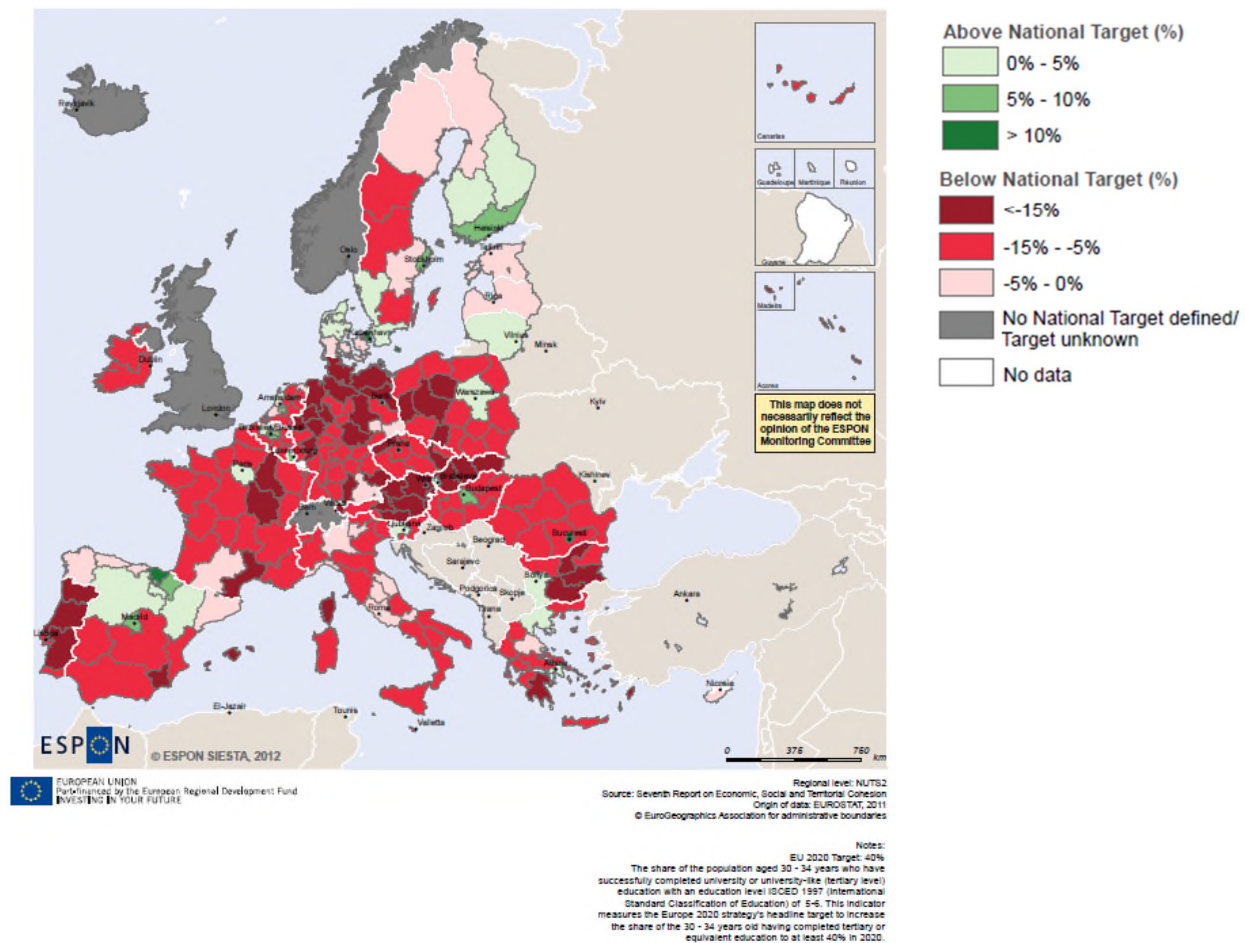 Above National Target (%)
0% - 5%
5% - 10%
> 10%
Below National Target (%)
<-15%
-15% - -5%
-5% - 0%
No National Target defined/
Target unknown
No data
Canarias
Guadeloupe
Martinique
Réunion
Guyane
Madeira
Acores
This map does not
necessarily reflect the
opinion of the ESPON
Monitoring Committee
Reykjavik
Oslo
Helsinki
Tallinn
Stockholm
Riga
København
Vilnius
Minsk
Dublin
London
Amsterdam
Warszawa
Kyiv
Praha
Paris
Kishinev
Budapest
Bern
Ljubljana
Zagreb
Beograd
Bucuresti
Sarajevo
Sofiya
Podgorica
Skopje
Tirana
Roma
Ankara
Madrid
Nicosia
El-Jazair
Tounis
Valletta
ESPON
© ESPON SIESTA, 2012
0 375 750
km
EUROPEAN UNION
Part-financed by the European Regional Development Fund
INVESTING IN YOUR FUTURE
Regional level: NUTS2
Source: Seventh Report on Economic, Social and Territorial Cohesion
Origin of data: EUROSTAT, 2011
© EuroGeographics Association for administrative boundaries
Notes:
EU 2020 Target: 40%
The share of the population aged 30 - 34 years who have
successfully completed university or university-like (tertiary level)
education with an education level ISCED 1997 (International
Standard Classification of Education) of 5-6. This indicator
measures the Europe 2020 strategy's headline target to increase
the share of the 30 - 34 years old having completed tertiary or
equivalent education to at least 40% in 2020.